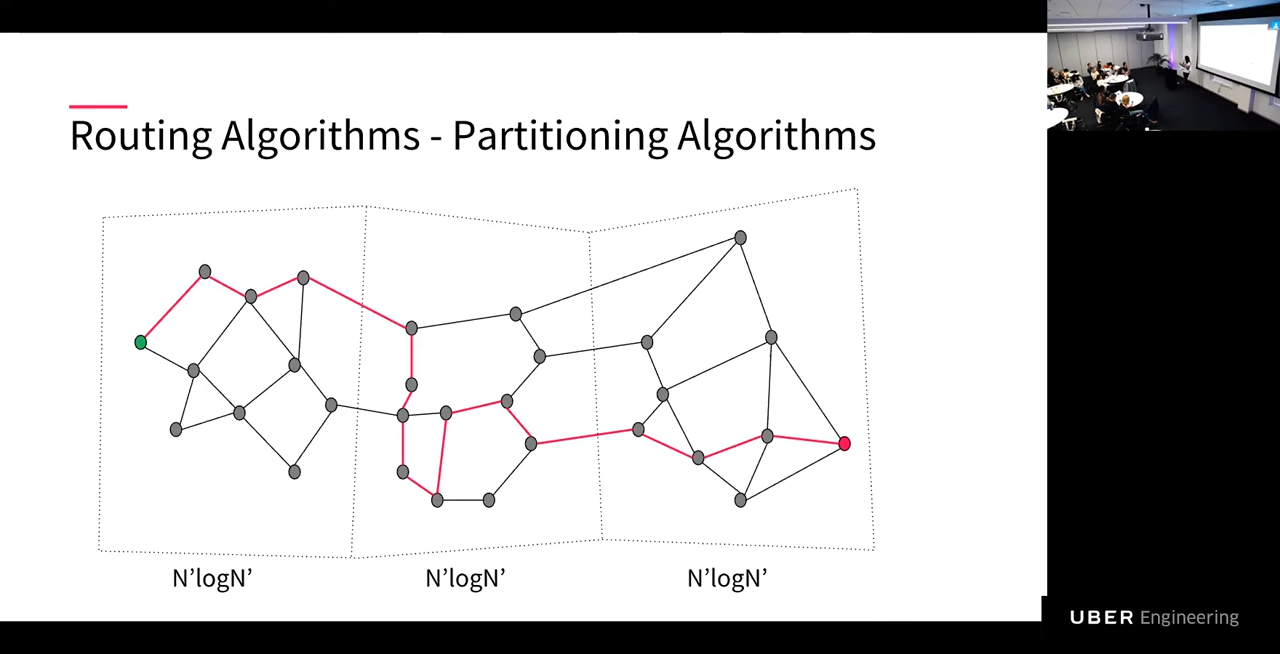 Routing Algorithms - Partitioning Algorithms
N’logN’
N’logN’
N’logN’
UBER Engineering